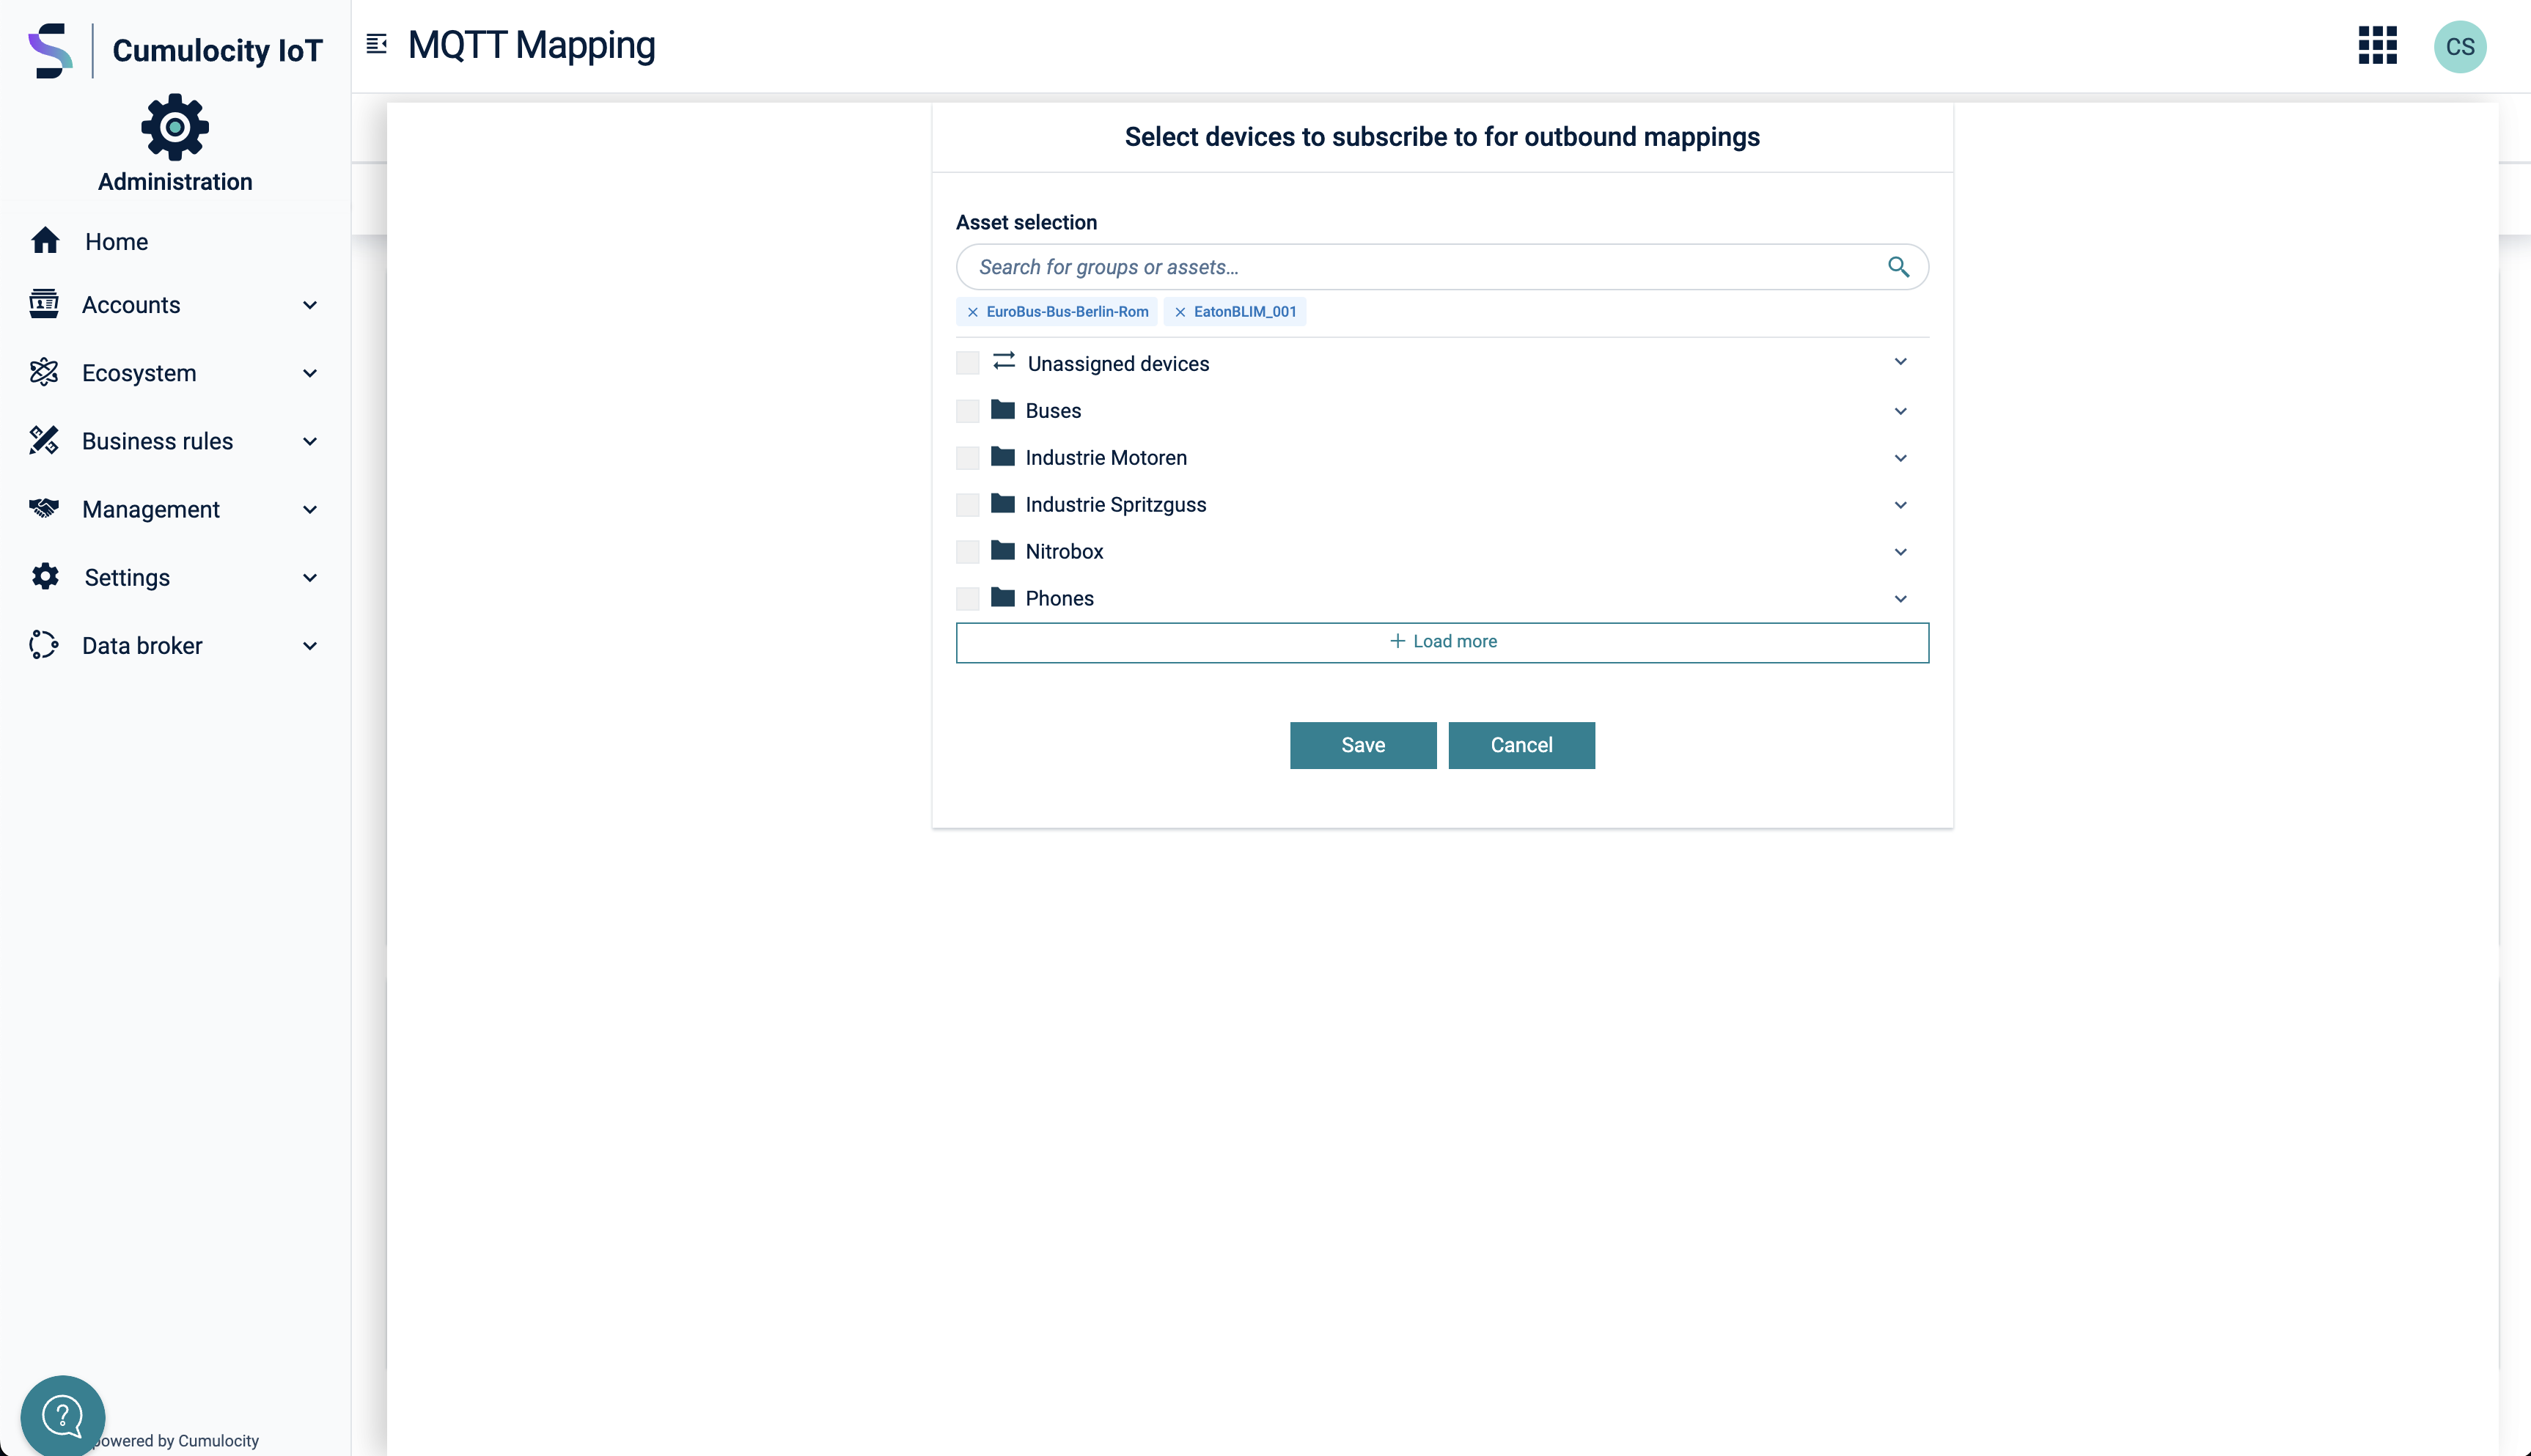 Cumulocity IoT
Administration
Home
Accounts
Ecosystem
Business rules
Management
Settings
Data broker
powered by Cumulocity
MQTT Mapping
CS
Select devices to subscribe to for outbound mappings
Asset selection
Search for groups or assets...
EuroBus-Bus-Berlin-Rom
EatonBLIM_001
Unassigned devices
Buses
Industrie Motoren
Industrie Spritzguss
Nitrobox
Phones
Load more
Save
Cancel